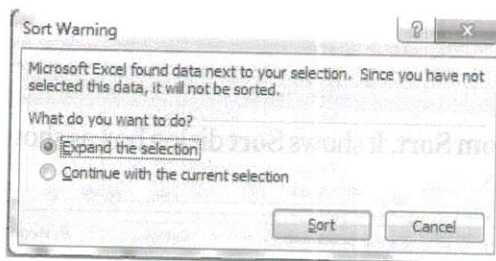 Sort Warning
Microsoft Excel found data next to your selection. Since you have not
selected this data, it will not be sorted.
What do you want to do?
Expand the selection
Continue with the current selection
Sort
Cancel